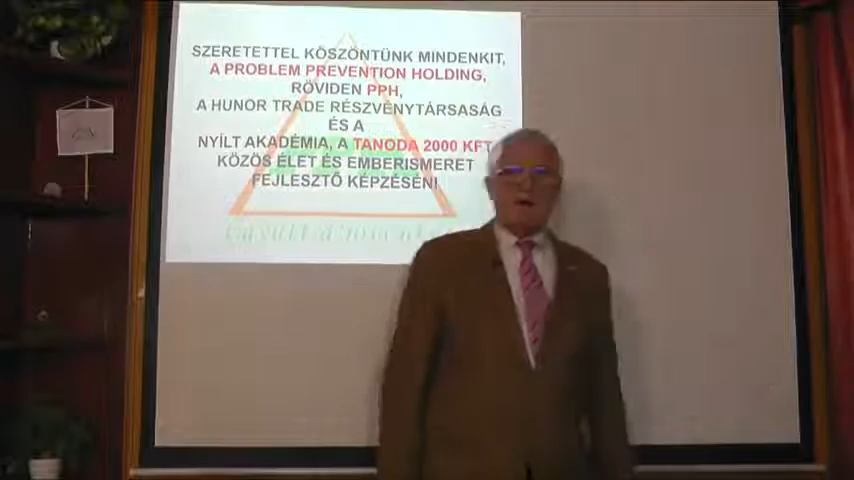 SZERETETTEL KÖSZÖNTÜNK MINDENKIT,
A PROBLEM PREVENTION HOLDING,
RÖVIDEN PPH,
A HUNOR TRADE RÉSZVÉNYTÁRSASÁG
ÉS A
NYÍLT AKADÉMIA, A TANODA 2000 KFT
KÖZÖS ÉLET ÉS EMBERISMERET
FEJLESZTŐ KÉPZÉSEIN!